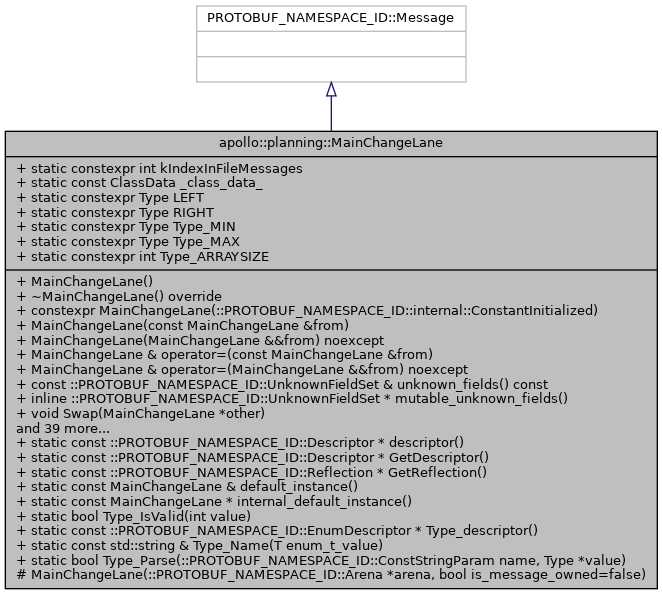 PROTOBUF_NAMESPACE_ID::Message
apollo::planning::MainChangeLane
+ static constexpr int kIndexInFileMessages
+ static const ClassData _class_data_
+ static constexpr Type LEFT
+ static constexpr Type RIGHT
+ static constexpr Type Type_MIN
+ static constexpr Type Type_MAX
+ static constexpr int Type_ARRAYSIZE
+ MainChangeLane()
+ ~MainChangeLane() override
+ constexpr MainChangeLane(::PROTOBUF_NAMESPACE_ID::internal::ConstantInitialized)
+ MainChangeLane(const MainChangeLane &from)
+ MainChangeLane(MainChangeLane &&from) noexcept
+ MainChangeLane & operator=(const MainChangeLane &from)
+ MainChangeLane & operator=(MainChangeLane &&from) noexcept
+ const ::PROTOBUF_NAMESPACE_ID::UnknownFieldSet & unknown_fields() const
+ inline ::PROTOBUF_NAMESPACE_ID::UnknownFieldSet * mutable_unknown_fields()
+ void Swap(MainChangeLane *other)
and 39 more...
+ static const ::PROTOBUF_NAMESPACE_ID::Descriptor * descriptor()
+ static const ::PROTOBUF_NAMESPACE_ID::Descriptor * GetDescriptor()
+ static const ::PROTOBUF_NAMESPACE_ID::Reflection * GetReflection()
+ static const MainChangeLane & default_instance()
+ static const MainChangeLane * internal_default_instance()
+ static bool Type_IsValid(int value)
+ static const ::PROTOBUF_NAMESPACE_ID::EnumDescriptor * Type_descriptor()
+ static const std::string & Type_Name(T enum_t_value)
+ static bool Type_Parse(::PROTOBUF_NAMESPACE_ID::ConstStringParam name, Type *value)
# MainChangeLane(::PROTOBUF_NAMESPACE_ID::Arena *arena, bool is_message_owned=false)